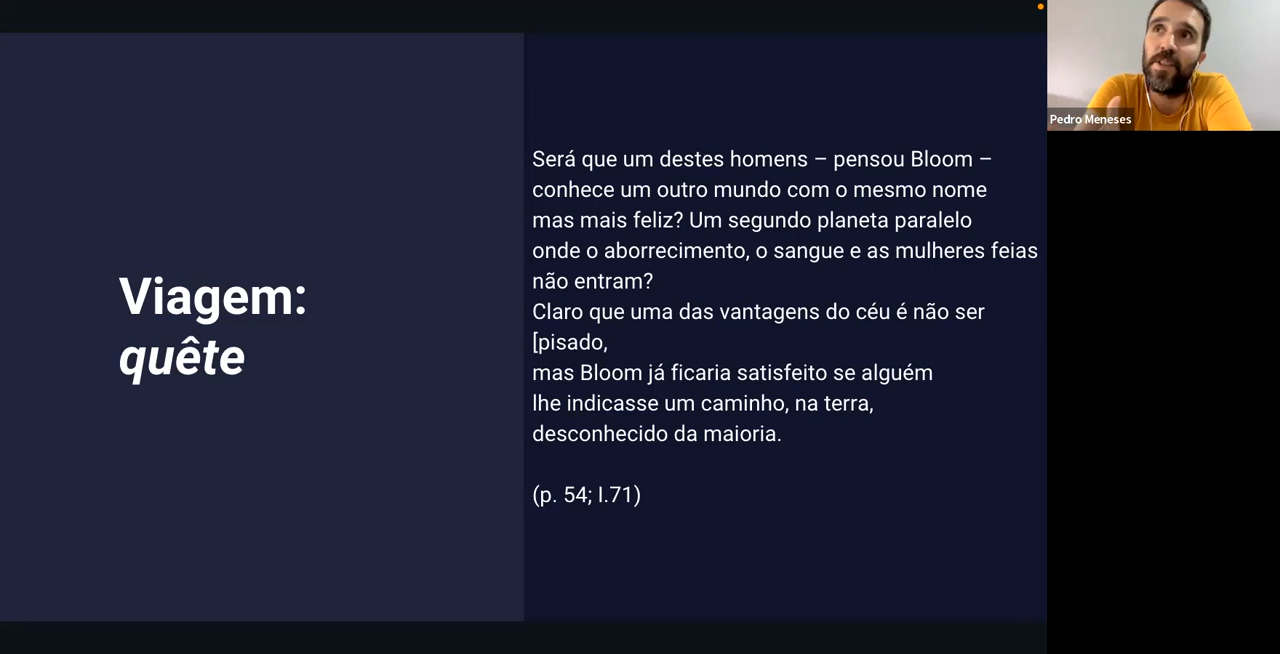 Viagem:
quête
Será que um destes homens – pensou Bloom –
conhece um outro mundo com o mesmo nome
mas mais feliz? Um segundo planeta paralelo
onde o aborrecimento, o sangue e as mulheres feias
não entram?
Claro que uma das vantagens do céu é não ser
[pisado,
mas Bloom já ficaria satisfeito se alguém
lhe indicasse um caminho, na terra,
desconhecido da maioria.
(p. 54; I.71)
Pedro Meneses